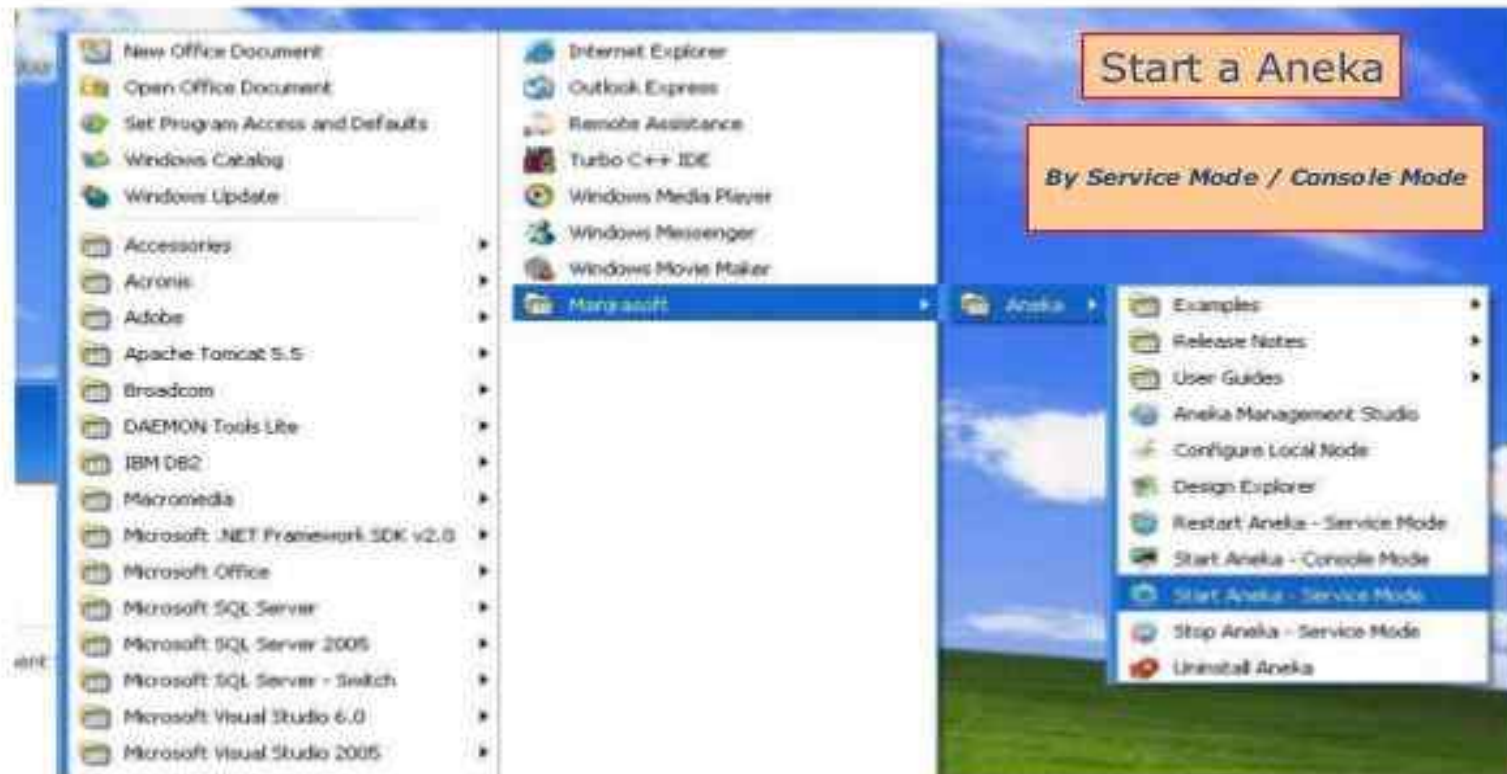 New Office Document
Open Office Document
Set Program Access and Defaults
Windows Catalog
Windows Update
Accessories
Acronis
Adobe
Apache Tomcat 5.5
Broadcom
DAEMON Tools Lite
IBM DB2
Macromedia
Microsoft .NET Framework SDK v2.0
Microsoft Office
Microsoft SQL Server
Microsoft SQL Server 2005
Microsoft SQL Server - Switch
Microsoft Visual Studio 6.0
Microsoft Visual Studio 2005
Internet Explorer
Outlook Express
Remote Assistance
Turbo C++ IDE
Windows Media Player
Windows Messenger
Windows Movie Maker
Manjrasoft
Aneka
Examples
Release Notes
User Guides
Aneka Management Studio
Configure Local Node
Design Explorer
Restart Aneka - Service Mode
Start Aneka - Console Mode
Start Aneka - Service Mode
Stop Aneka - Service Mode
Uninstall Aneka
Start a Aneka
By Service Mode / Console Mode